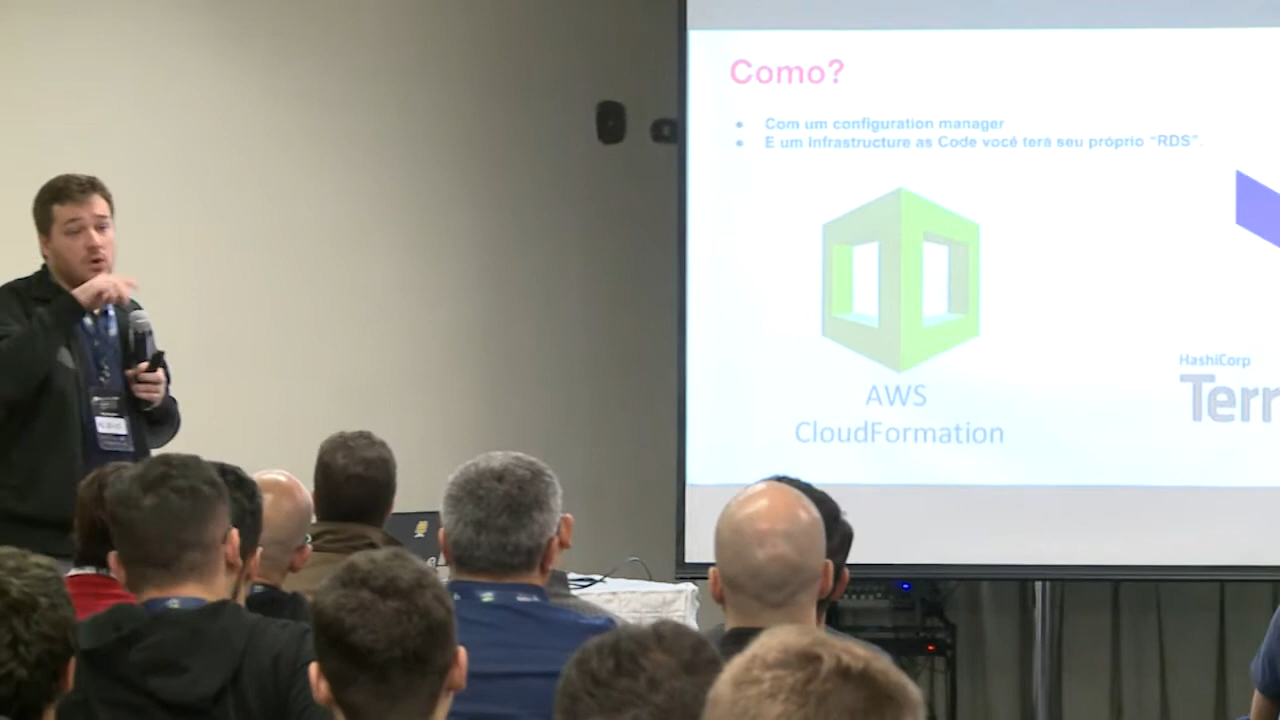 Como?
Com um configuration manager
E um Infrastructure as Code você terá seu próprio “RDS”.
AWS
CloudFormation
HashiCorp
Terr